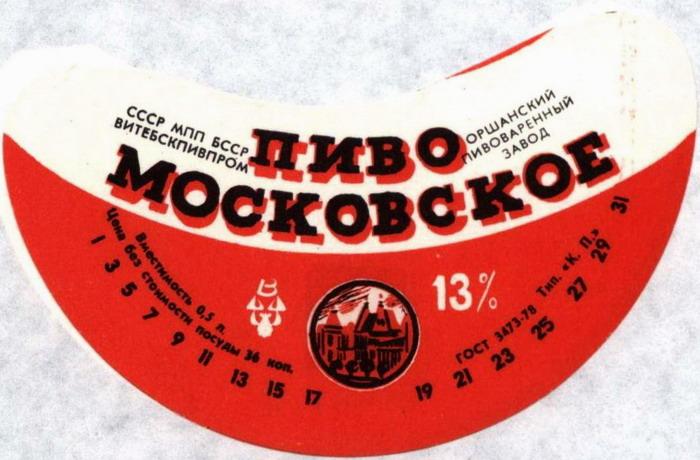 СССР МПП БССР
ВИТЕБСКПИВПРОМ
ПИВО
МОСКОВСКОЕ
ОРШАНСКИЙ
ПИВОВАРЕННЫЙ
ЗАВОД
Вместимость 0,5 л.
Цена без стоимости посуды 36 коп.
13%
ГОСТ 3473-78 Тип. «К. П.»
1 3 5 7 9 11 13 15 17 19 21 23 25 27 29 31